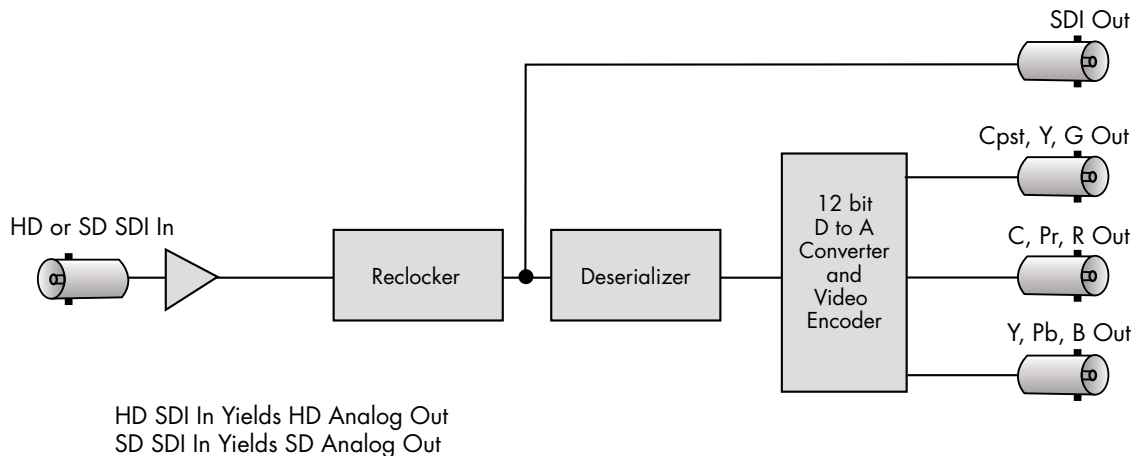 SDI Out
Cpst, Y, G Out
HD or SD SDI In
Reclocker
Deserializer
12 bit
D to A
Converter
and
Video
Encoder
C, Pr, R Out
Y, Pb, B Out
HD SDI In Yields HD Analog Out
SD SDI In Yields SD Analog Out